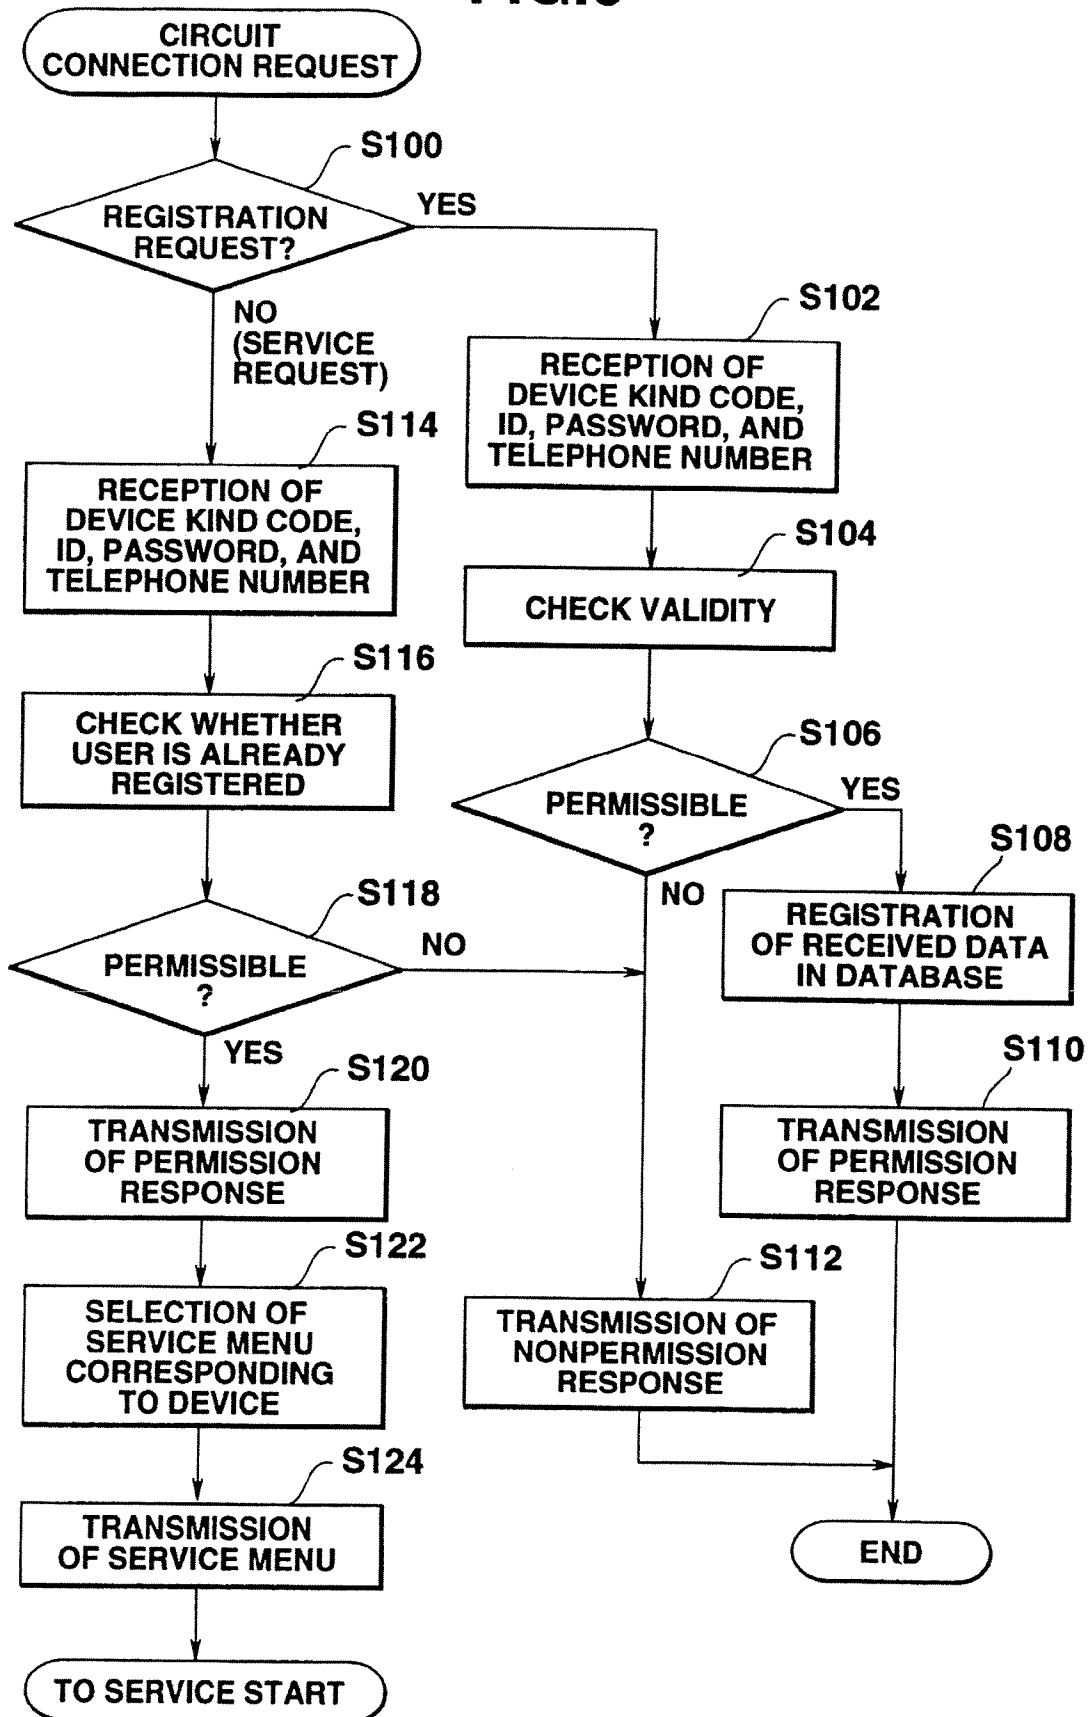 CIRCUIT
CONNECTION REQUEST
S100
REGISTRATION
REQUEST?
YES
NO
(SERVICE
REQUEST)
S102
RECEPTION OF
DEVICE KIND CODE,
ID, PASSWORD, AND
TELEPHONE NUMBER
S114
RECEPTION OF
DEVICE KIND CODE,
ID, PASSWORD, AND
TELEPHONE NUMBER
S104
CHECK VALIDITY
S116
CHECK WHETHER
USER IS ALREADY
REGISTERED
S106
PERMISSIBLE
?
YES
NO
S108
REGISTRATION
OF RECEIVED DATA
IN DATABASE
S118
PERMISSIBLE
?
NO
YES
S110
TRANSMISSION
OF PERMISSION
RESPONSE
S120
TRANSMISSION
OF PERMISSION
RESPONSE
S122
SELECTION OF
SERVICE MENU
CORRESPONDING
TO DEVICE
S112
TRANSMISSION OF
NONPERMISSION
RESPONSE
S124
TRANSMISSION
OF SERVICE MENU
END
TO SERVICE START